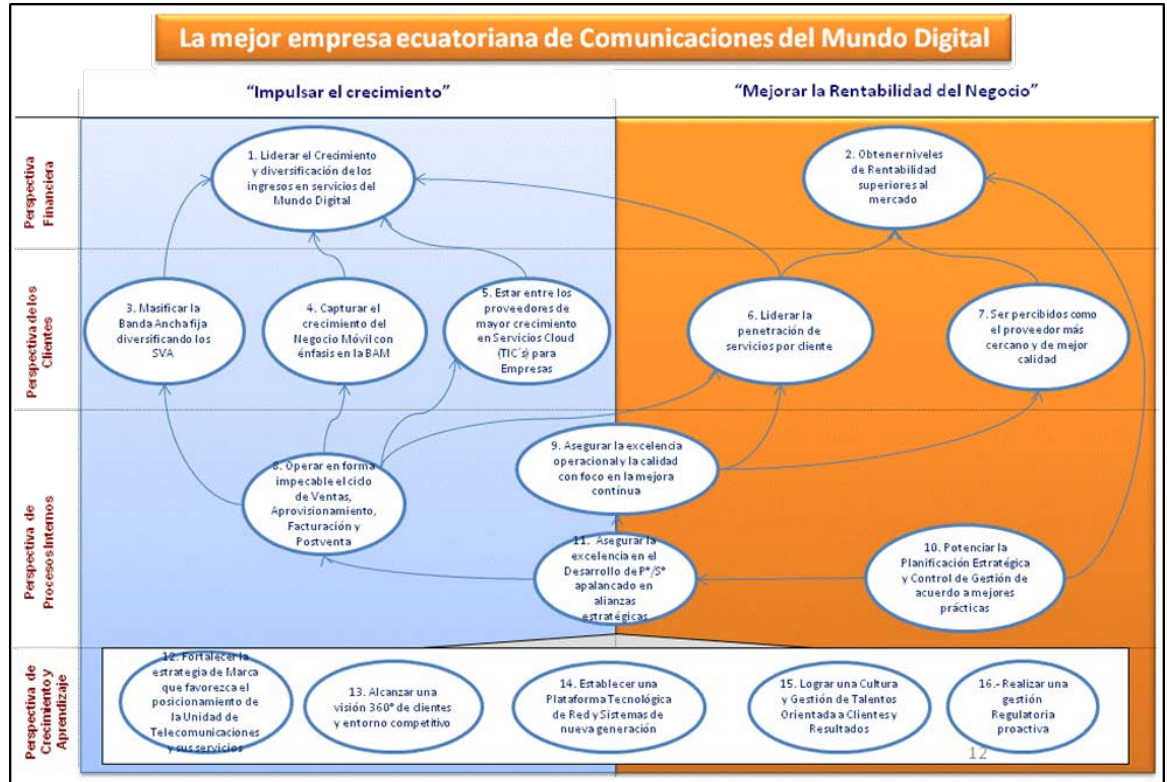 La mejor empresa ecuatoriana de Comunicaciones del Mundo Digital
“Impulsar el crecimiento”
“Mejorar la Rentabilidad del Negocio”
Perspectiva
Financiera
1. Liderar el Crecimiento
y diversificación de los
ingresos en servicios del
Mundo Digital
2. Obtener niveles
de Rentabilidad
superiores al
mercado
Perspectiva de los
Clientes
3. Masificar la
Banda Ancha fija
diversificando los
SVA
4. Capturar el
crecimiento del
Negocio Móvil con
énfasis en la BAM
5. Estar entre los
proveedores de
mayor crecimiento
en Servicios Cloud
(TIC´s) para
Empresas
6. Liderar la
penetración de
servicios por cliente
7. Ser percibidos como
el proveedor más
cercano y de mejor
calidad
Perspectiva de
Procesos Internos
8. Operar en forma
impecable el ciclo de
Ventas,
Aprovisionamiento,
Facturación y
Postventa
9. Asegurar la excelencia
operacional y la calidad
con foco en la mejora
contínua
11. Asegurar la
excelencia en el
Desarrollo de P*/S*
apalancado en
alianzas
estratégicas
10. Potenciar la
Planificación Estratégica
y Control de Gestión de
acuerdo a mejores
prácticas
Perspectiva de
Crecimiento y
Aprendizaje
12. Fortalecer la
estrategia de Marca
que favorezca el
posicionamiento de
la Unidad de
Telecomunicaciones
y sus servicios
13. Alcanzar una
visión 360° de clientes
y entorno competitivo
14. Establecer una
Plataforma Tecnológica
de Red y Sistemas de
nueva generación
15. Lograr una Cultura
y Gestión de Talentos
Orientada a Clientes y
Resultados
16.- Realizar una
gestión
Regulatoria
proactiva
12